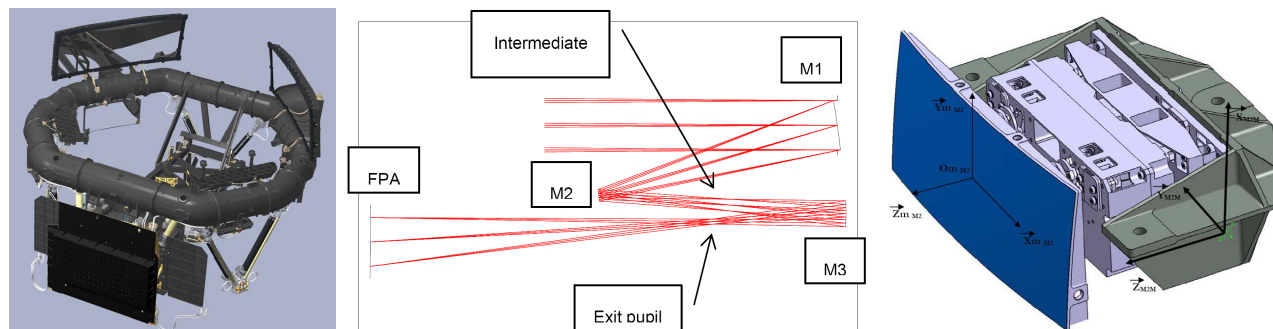 Intermediate
M1
FPA
M2
M3
Exit pupil
Ym M2
Om M2
Zm M2
Xm M2
XM2M
YM2M
ZM2M